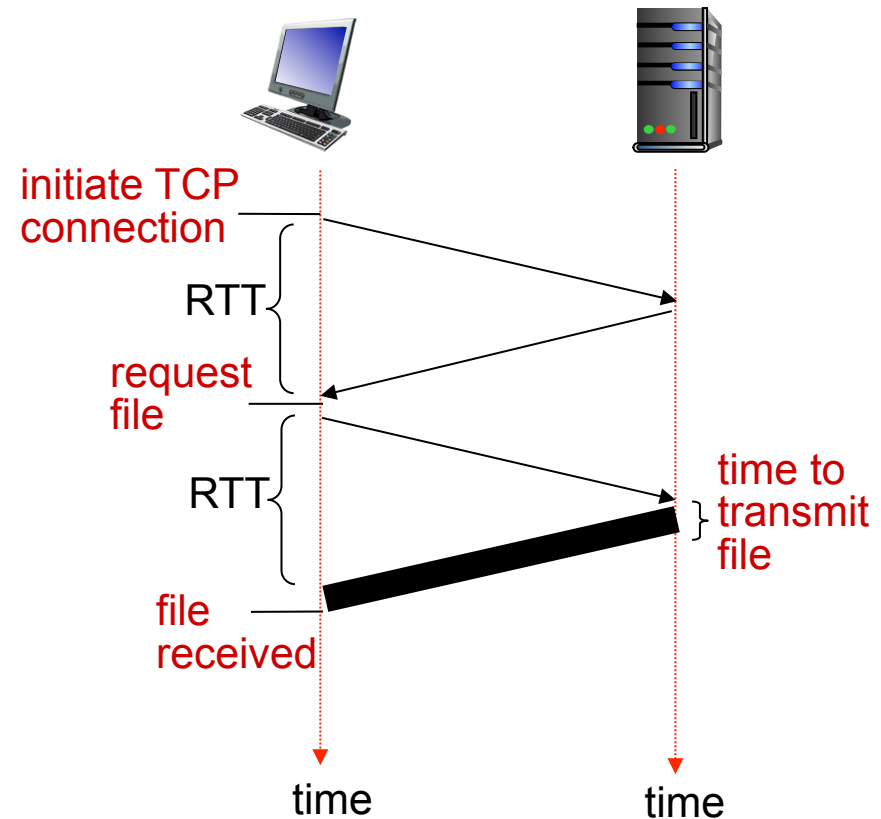 initiate TCP
connection
RTT
request
file
RTT
time to
transmit
file
file
received
time
time